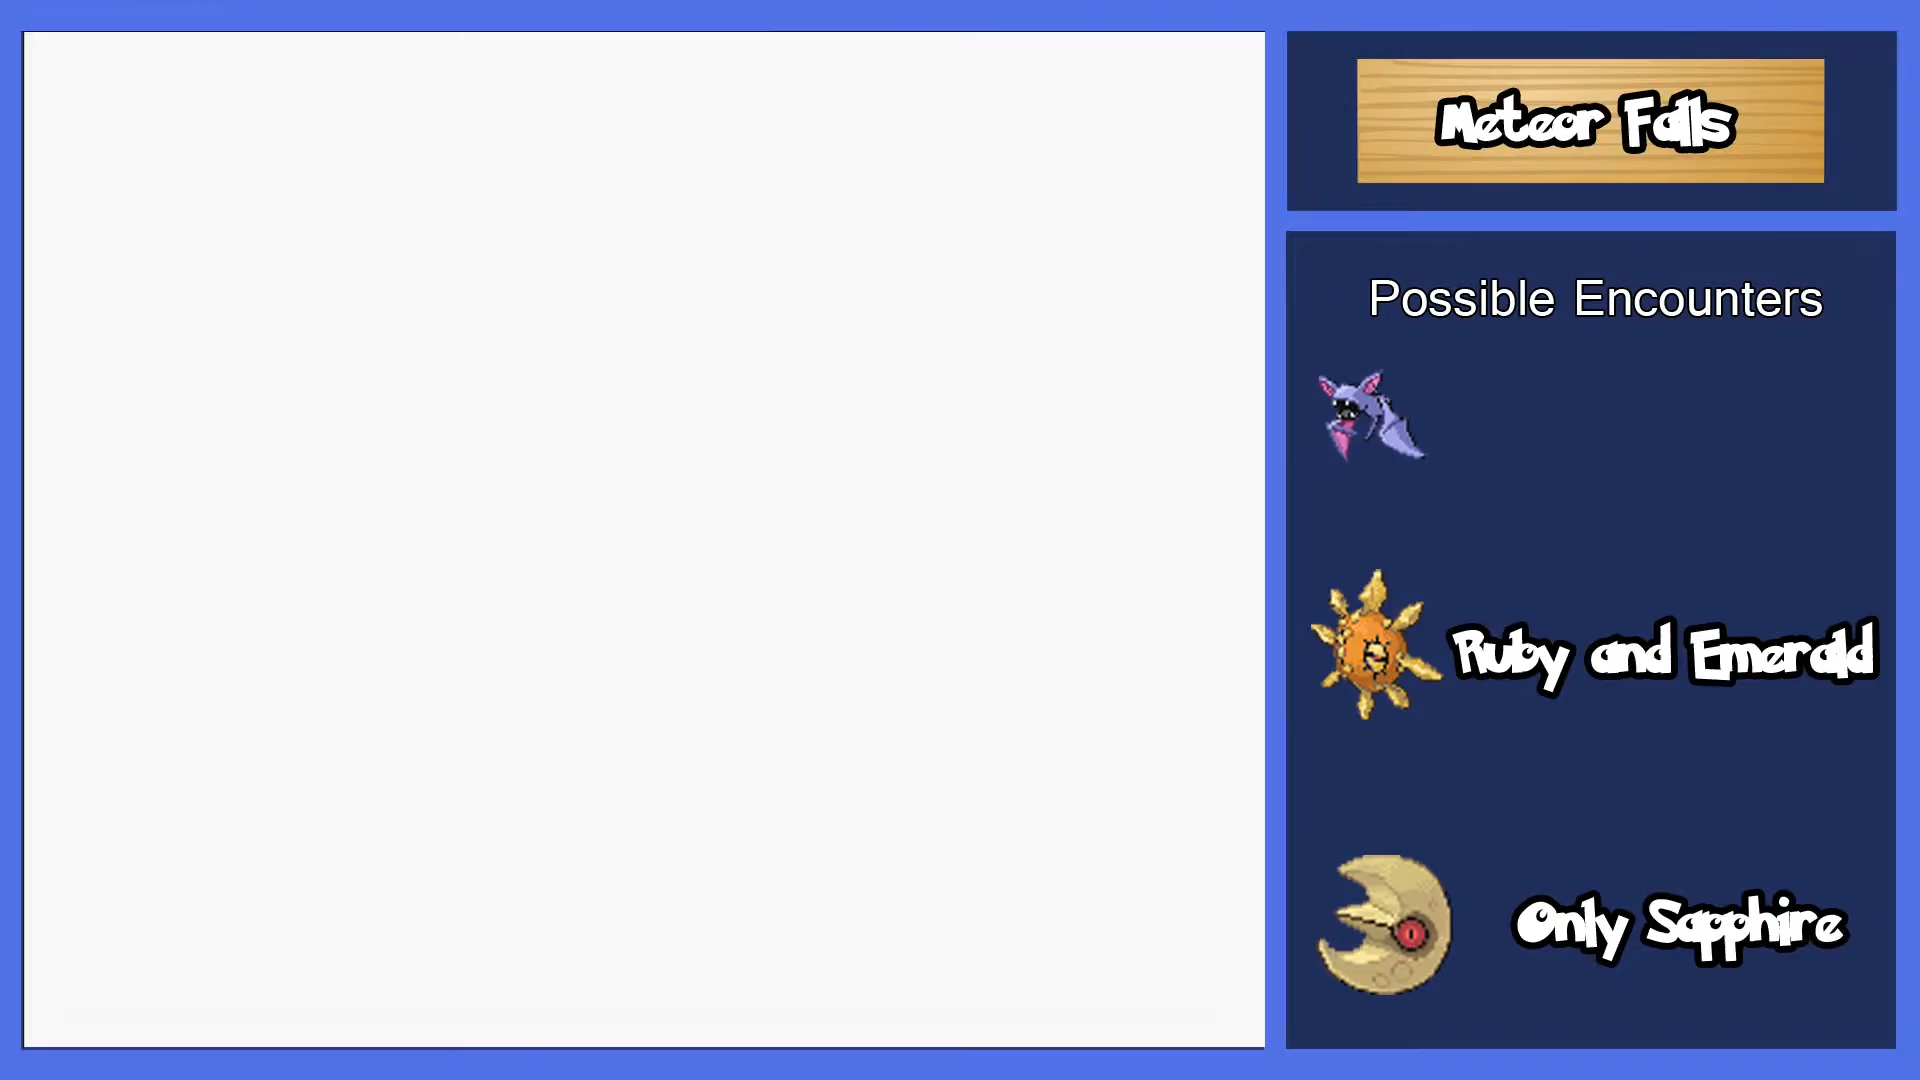 Meteor Falls
Possible Encounters
Ruby and Emerald
Only Sapphire